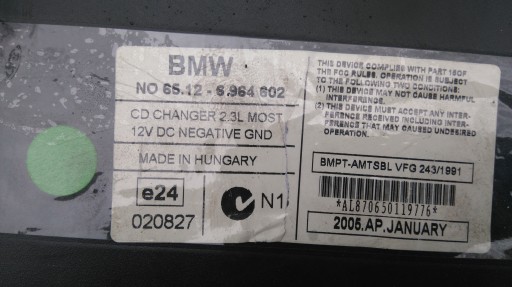 BMW
NO 65.12 - 6.964 602
CD CHANGER 2.3L MOST
12V DC NEGATIVE GND
MADE IN HUNGARY
e24
020827
N1
THIS DEVICE COMPLIES WITH PART 15OF
THE FCC RULES. OPERATION IS SUBJECT TO
THE FOLLOWING TWO CONDITIONS:
(1) THIS DEVICE MAY NOT CAUSE HARMFUL
INTERFERENCE.
(2) THIS DEVICE MUST ACCEPT ANY INTER-
FERENCE RECEIVED INCLUDING INTER-
FERENCE THAT MAY CAUSE UNDESIRED
OPERATION.
BMPT-AMTSBL VFG 243/1991
*AL870650119776*
2005.AP.JANUARY